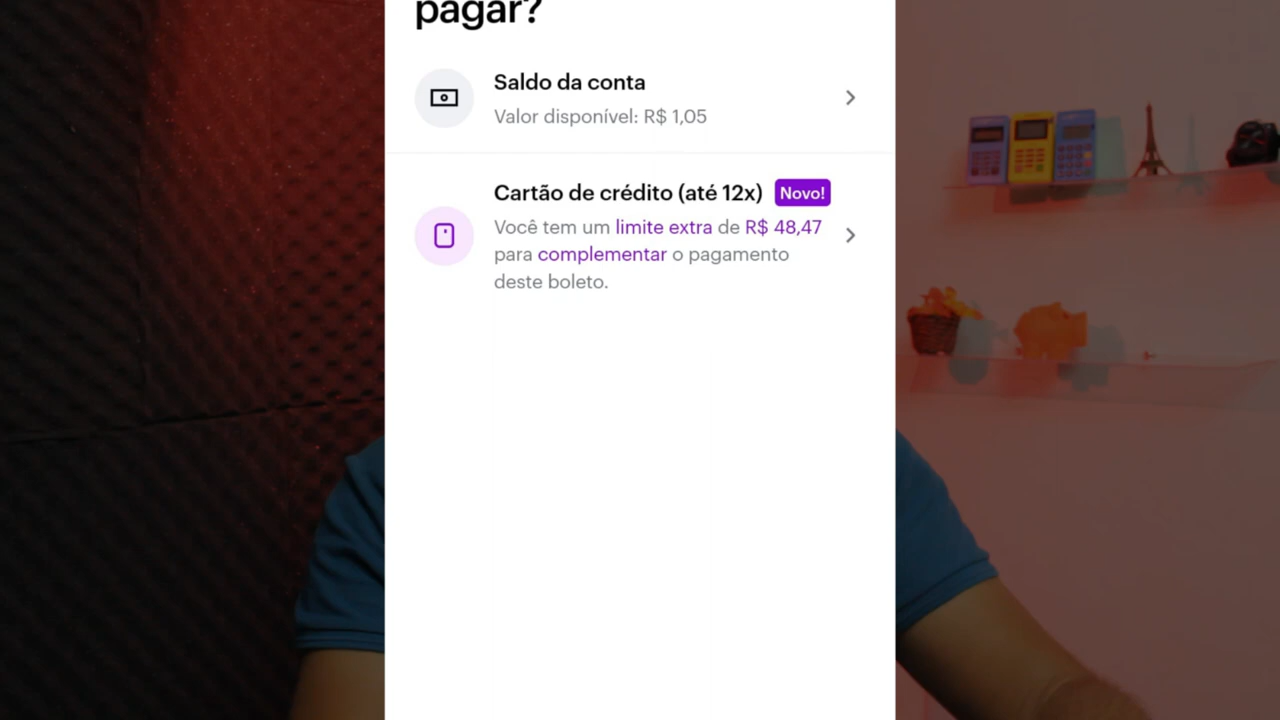 pagar?
Saldo da conta
Valor disponível: R$ 1,05
Cartão de crédito (até 12x) Novo!
Você tem um limite extra de R$ 48,47
para complementar o pagamento
deste boleto.